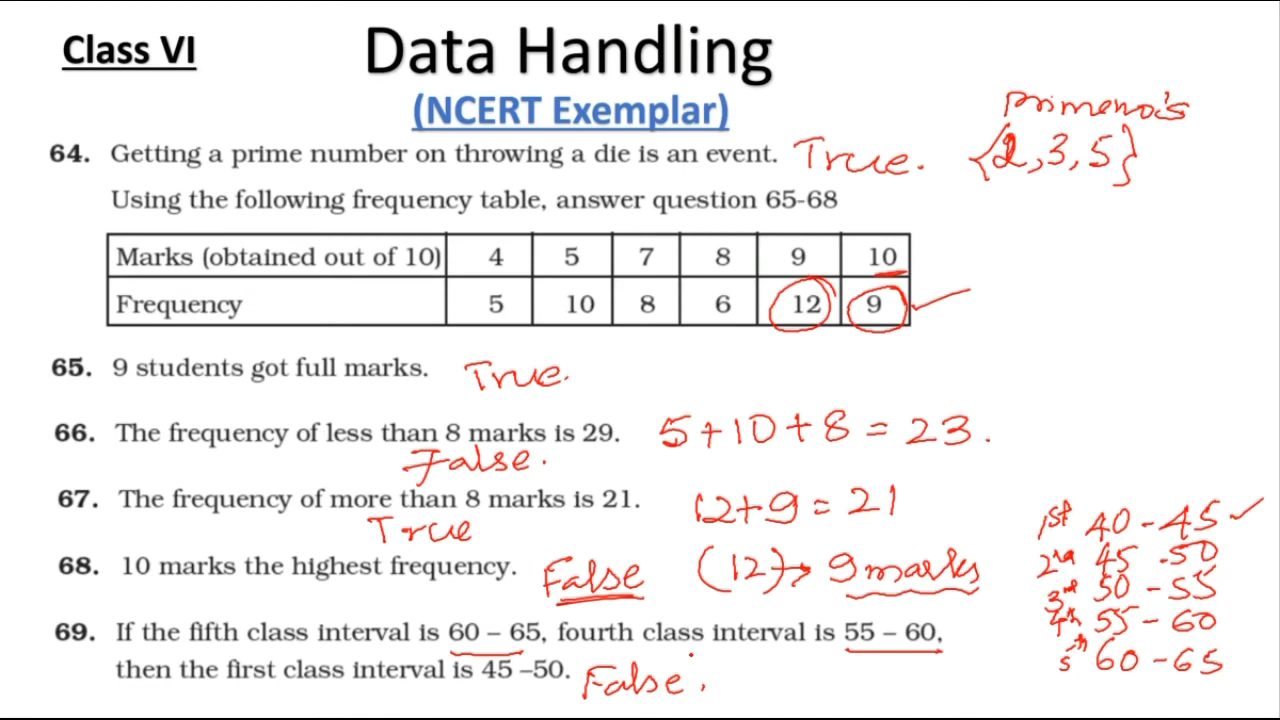 Class VI
Data Handling
(NCERT Exemplar)
prime no's
64. Getting a prime number on throwing a die is an event. True. {2,3,5}
Using the following frequency table, answer question 65-68
Marks (obtained out of 10) 4 5 7 8 9 10
Frequency 5 10 8 6 12 9
65. 9 students got full marks. True.
66. The frequency of less than 8 marks is 29. 5+10+8 = 23.
False.
67. The frequency of more than 8 marks is 21. 12+9 = 21
True
1st 40-45
2nd 45-50
68. 10 marks the highest frequency. False (12)→ 9 marks
3rd 50-55
4th 55-60
69. If the fifth class interval is 60 – 65, fourth class interval is 55 – 60,
5th 60-65
then the first class interval is 45 –50. False.